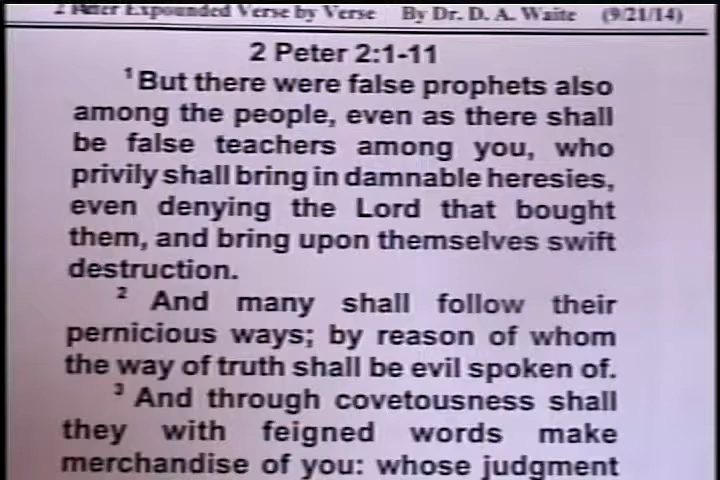 2 Peter Expounded Verse by Verse By Dr. D. A. Waite (9/21/14)
2 Peter 2:1-11
1 But there were false prophets also
among the people, even as there shall
be false teachers among you, who
privily shall bring in damnable heresies,
even denying the Lord that bought
them, and bring upon themselves swift
destruction.
2 And many shall follow their
pernicious ways; by reason of whom
the way of truth shall be evil spoken of.
3 And through covetousness shall
they with feigned words make
merchandise of you: whose judgment